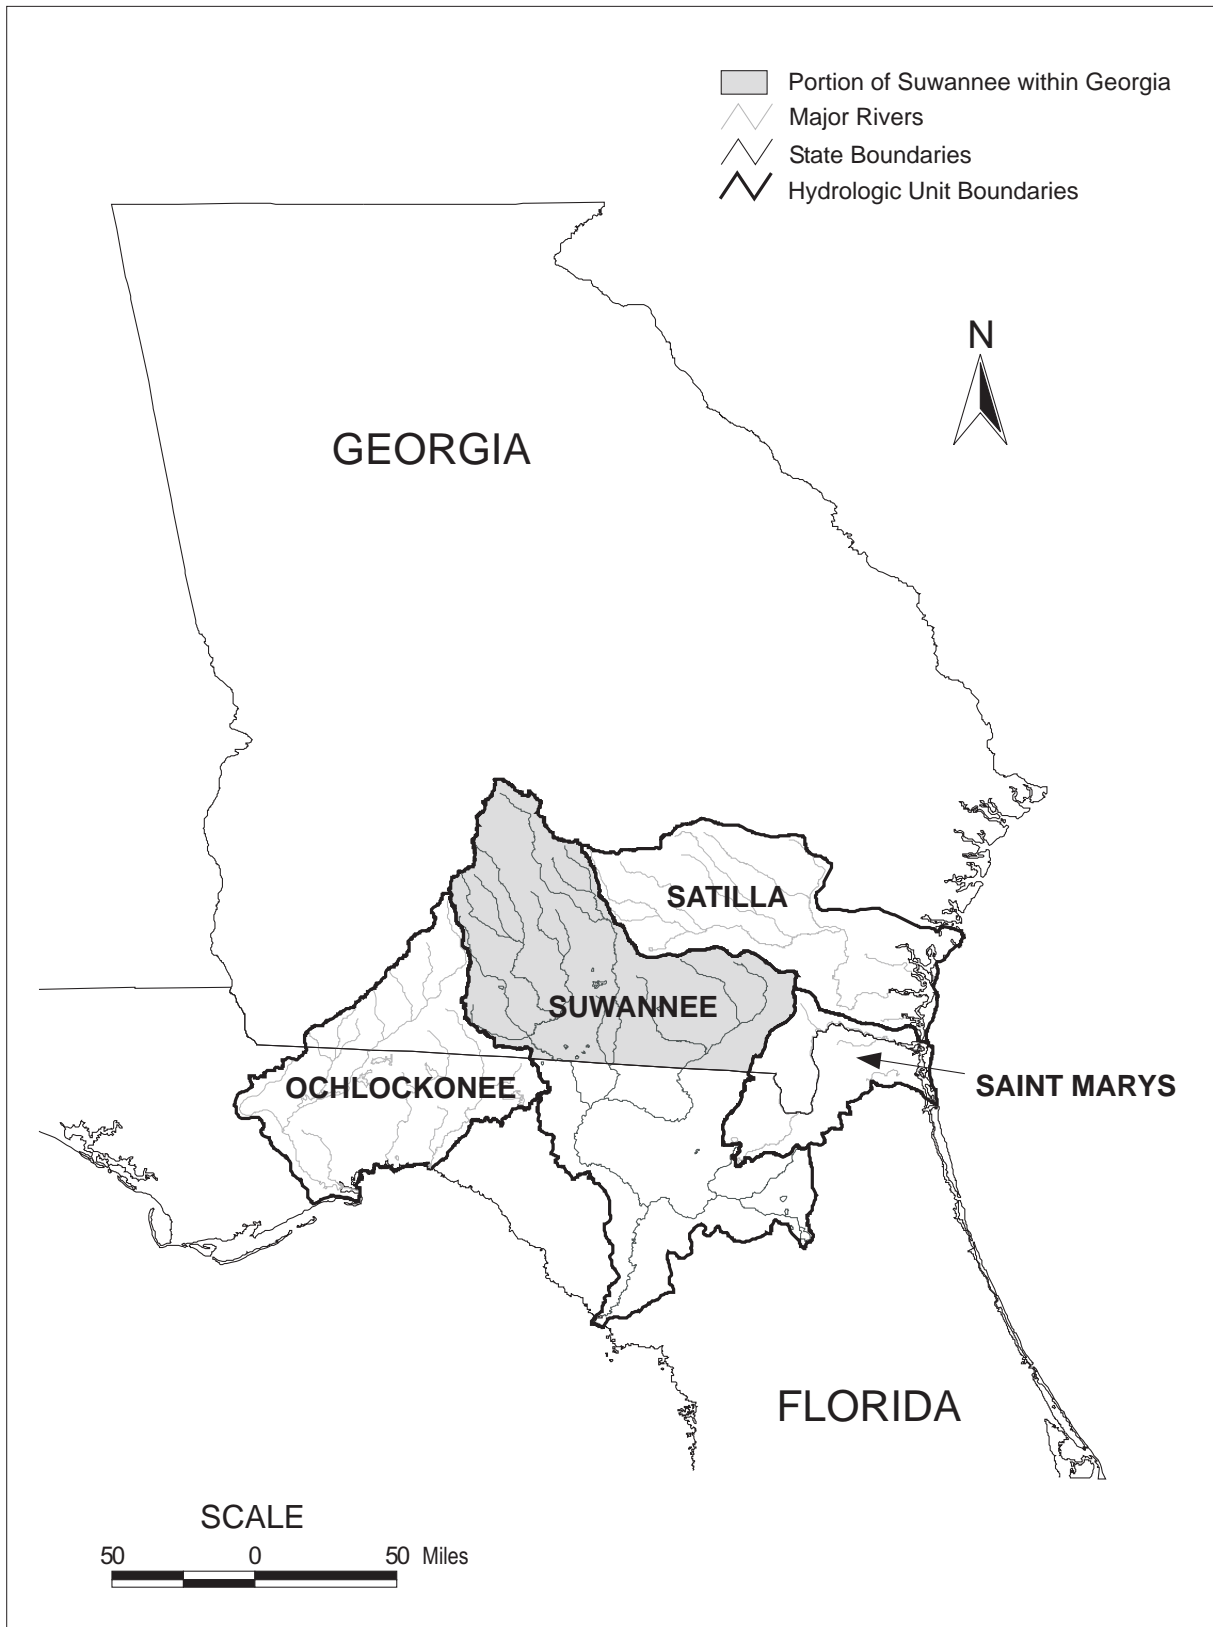 Portion of Suwannee within Georgia
Major Rivers
State Boundaries
Hydrologic Unit Boundaries
N
GEORGIA
SATILLA
SUWANNEE
OCHLOCKONEE
SAINT MARYS
FLORIDA
SCALE
50 0 50 Miles